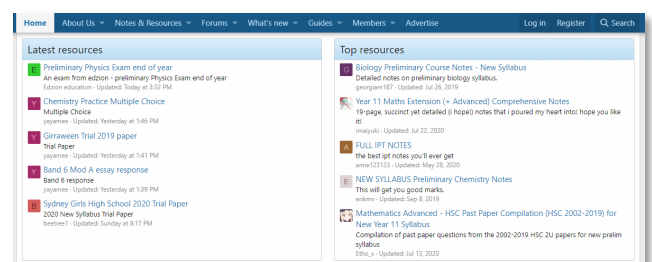 Home About Us Notes & Resources Forums What's new Guides Members Advertise Log in Register Search
Latest resources
E
Preliminary Physics Exam end of year
An exam from edzion - preliminary Physics Exam end of year
Edzion education · Updated: Today at 3:32 PM
Y
Chemistry Practice Multiple Choice
Multiple Choice
yayamee · Updated: Yesterday at 1:46 PM
Y
Girraween Trial 2019 paper
Trial Paper
yayamee · Updated: Yesterday at 1:41 PM
Y
Band 6 Mod A essay response
Band 6 response
yayamee · Updated: Yesterday at 1:39 PM
B
Sydney Girls High School 2020 Trial Paper
2020 New Syllabus Trial Paper
beetree1 · Updated: Sunday at 8:17 PM
Top resources
G
Biology Preliminary Course Notes - New Syllabus
Detailed notes on preliminary biology syllabus.
georgiam187 · Updated: Jul 26, 2019
Year 11 Maths Extension (+ Advanced) Comprehensive Notes
19-page, succinct yet detailed (i hope!) notes that i poured my heart into! hope you like
it!
imaiyuki · Updated: Jul 22, 2020
A
FULL IPT NOTES
the best ipt notes you'll ever get
anne123123 · Updated: May 28, 2020
E
NEW SYLLABUS Preliminary Chemistry Notes
This will get you good marks.
erikmv · Updated: Sep 8, 2019
Mathematics Advanced - HSC Past Paper Compilation (HSC 2002-2019) for
New Year 11 Syllabus
Compilation of past paper questions from the 2002-2019 HSC 2U papers for new prelim
syllabus
Etho_x · Updated: Jul 13, 2020